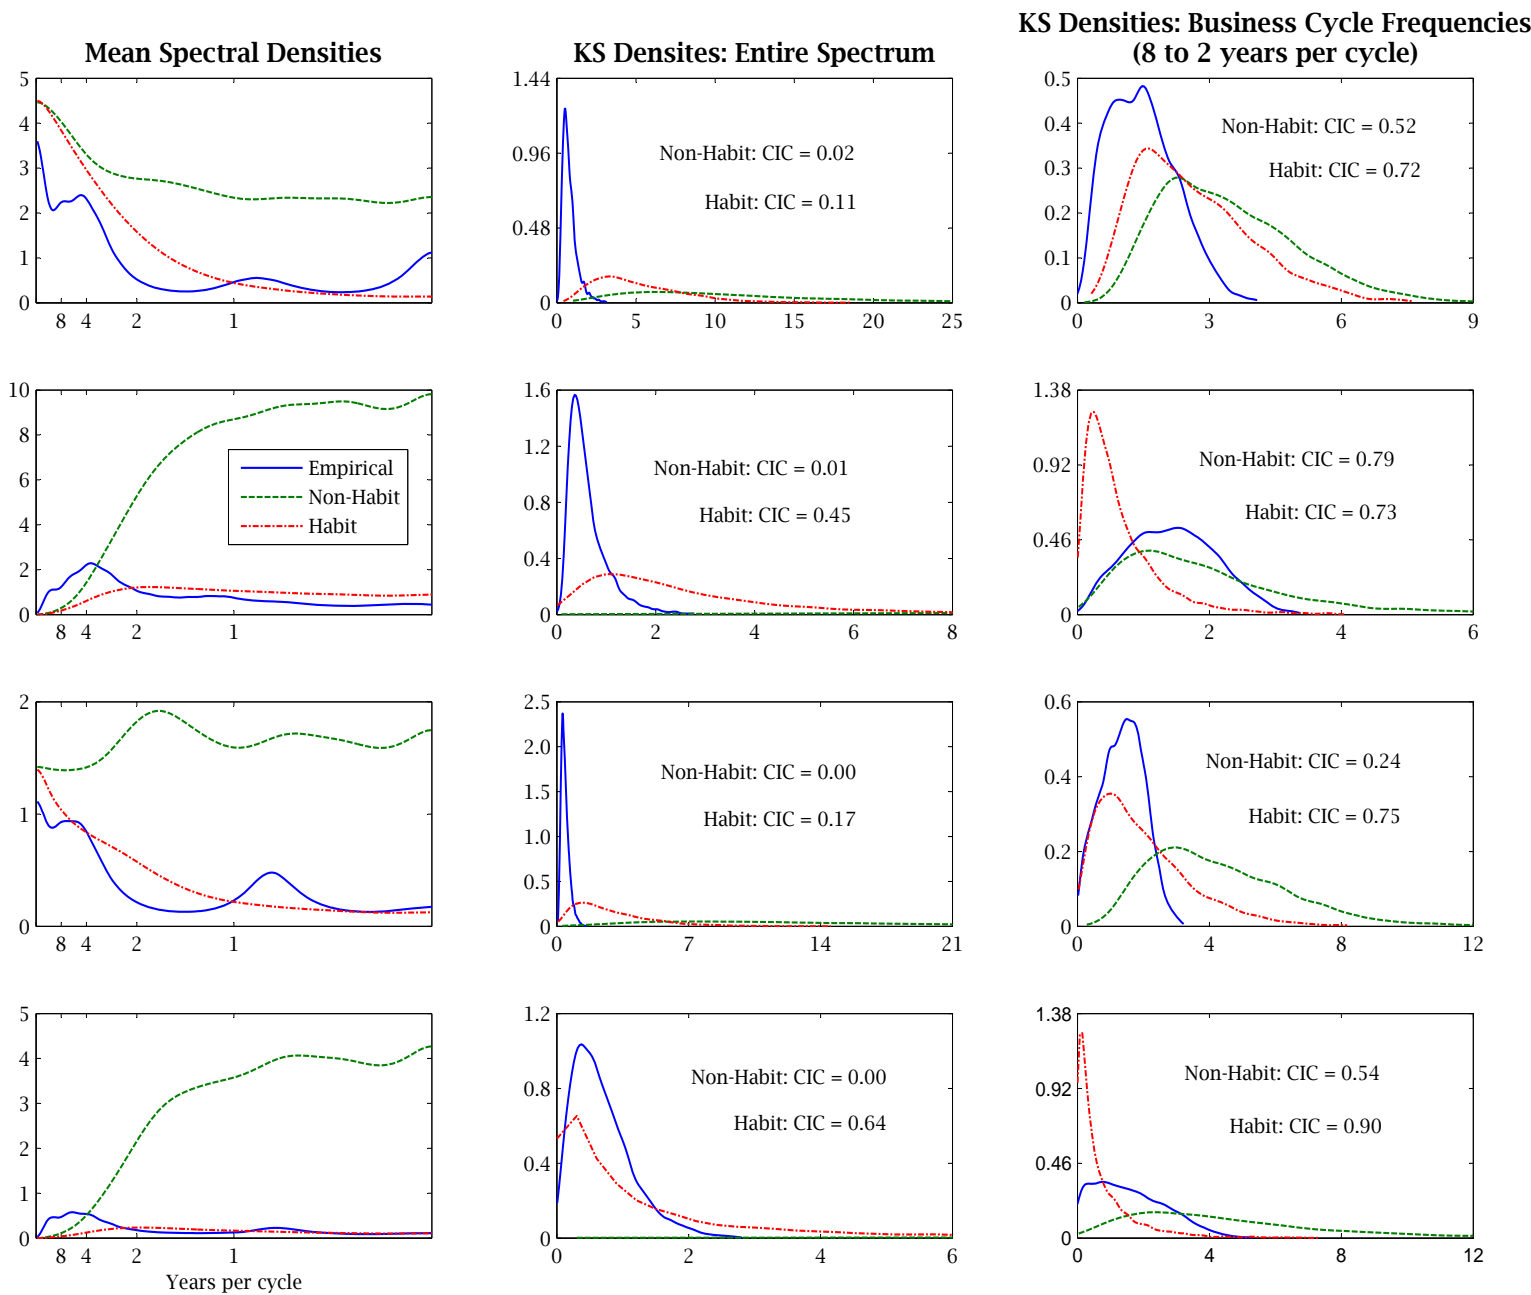 Mean Spectral Densities
KS Densites: Entire Spectrum
KS Densities: Business Cycle Frequencies
(8 to 2 years per cycle)
5
4
3
2
1
0
8 4 2 1
1.44
0.96
0.48
0
0 5 10 15 20 25
Non-Habit: CIC = 0.02
Habit: CIC = 0.11
0.5
0.4
0.3
0.2
0.1
0
0 3 6 9
Non-Habit: CIC = 0.52
Habit: CIC = 0.72
10
8
6
4
2
0
8 4 2 1
Empirical
Non-Habit
Habit
1.6
1.2
0.8
0.4
0
0 2 4 6 8
Non-Habit: CIC = 0.01
Habit: CIC = 0.45
1.38
0.92
0.46
0
0 2 4 6
Non-Habit: CIC = 0.79
Habit: CIC = 0.73
2
1
0
8 4 2 1
2.5
2.0
1.5
1.0
0.5
0
0 7 14 21
Non-Habit: CIC = 0.00
Habit: CIC = 0.17
0.6
0.4
0.2
0
0 4 8 12
Non-Habit: CIC = 0.24
Habit: CIC = 0.75
5
4
3
2
1
0
8 4 2 1
Years per cycle
1.2
0.8
0.4
0
0 2 4 6
Non-Habit: CIC = 0.00
Habit: CIC = 0.64
1.38
0.92
0.46
0
0 4 8 12
Non-Habit: CIC = 0.54
Habit: CIC = 0.90